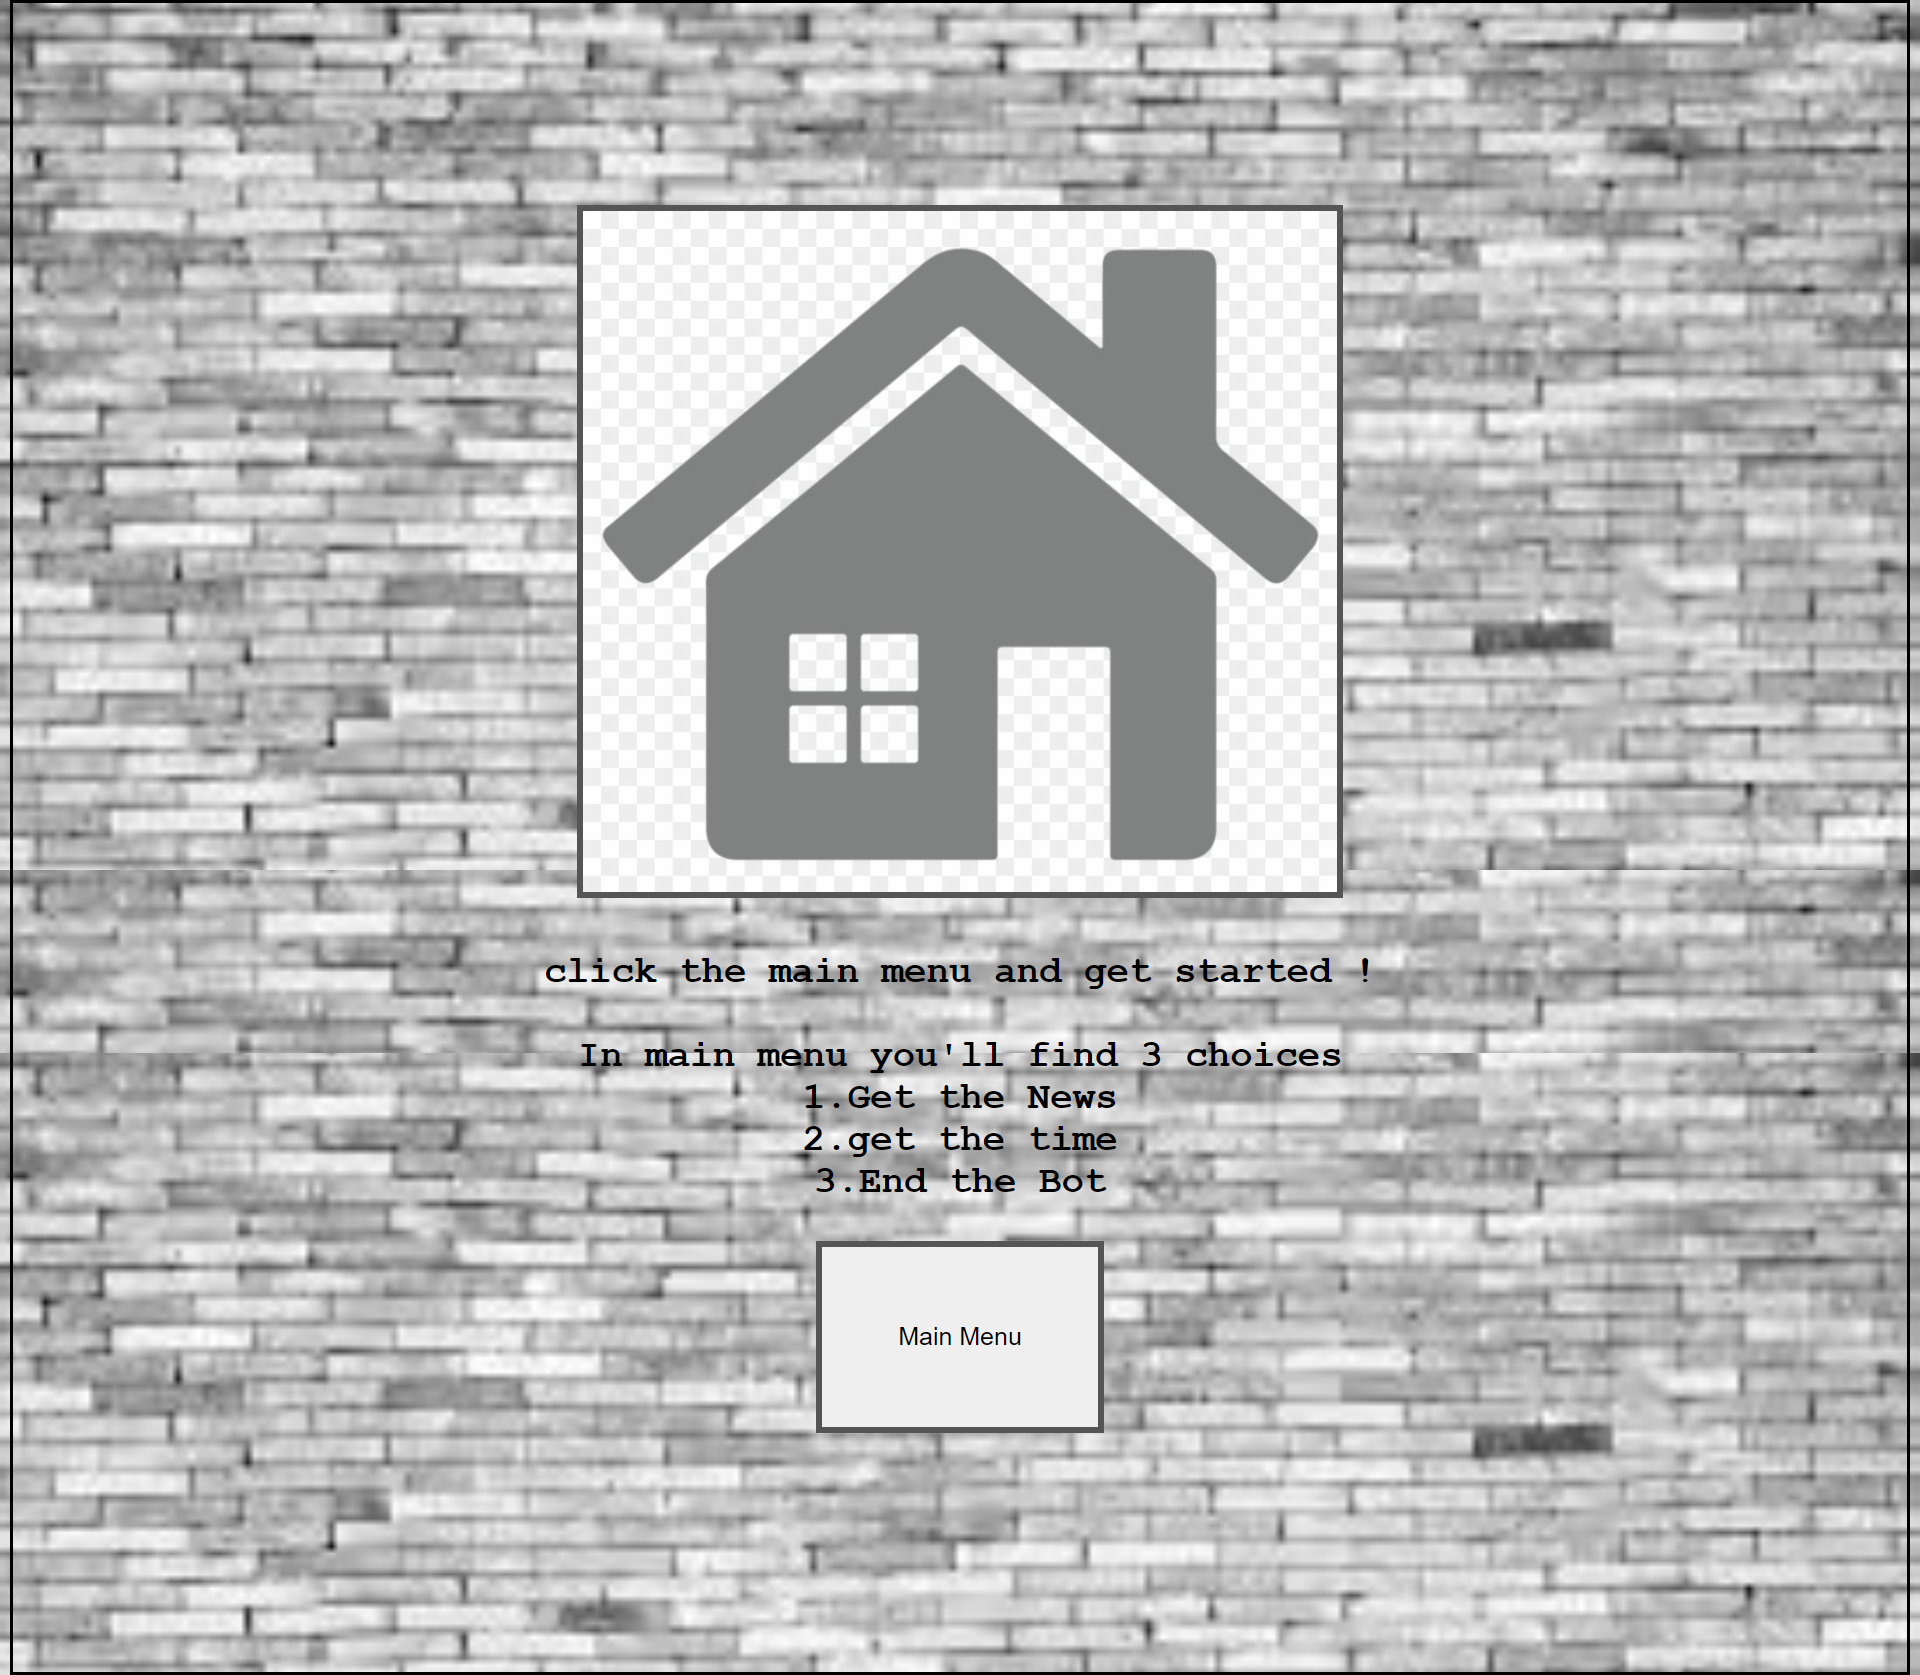 click the main menu and get started !
In main menu you'll find 3 choices
1.Get the News
2.get the time
3.End the Bot
Main Menu